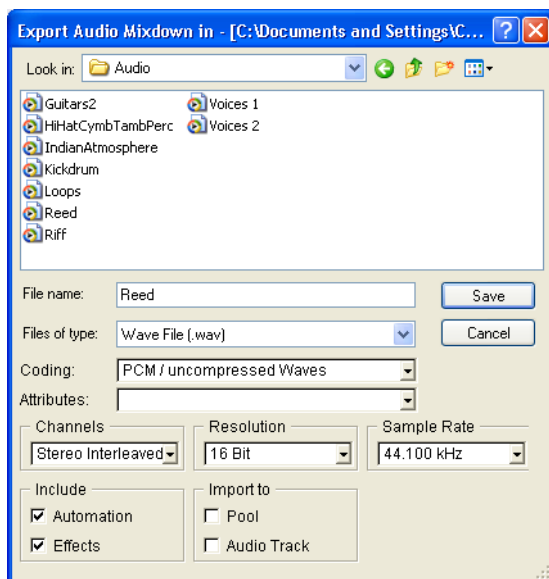 Export Audio Mixdown in - [C:\Documents and Settings\C...
Look in: Audio
Guitars2
HiHatCymbTambPerc
IndianAtmosphere
Kickdrum
Loops
Reed
Riff
Voices 1
Voices 2
File name: Reed Save
Files of type: Wave File (.wav) Cancel
Coding: PCM / uncompressed Waves
Attributes:
Channels Resolution Sample Rate
Stereo Interleaved 16 Bit 44.100 kHz
Include Import to
Automation Pool
Effects Audio Track